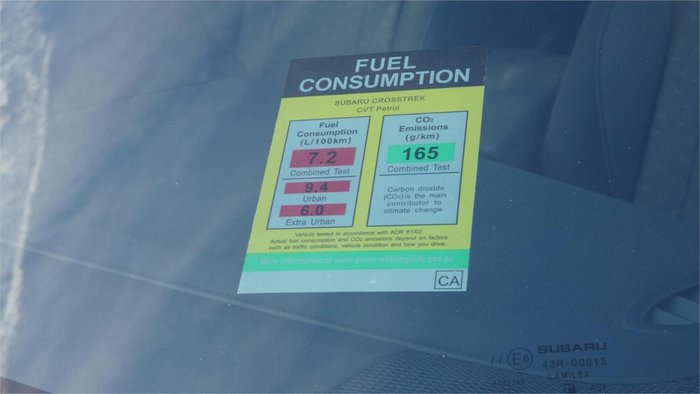 FUEL
CONSUMPTION
SUBARU CROSSTREK
CVT Petrol
Fuel
Consumption
(L/100km)
7.2
Combined Test
9.4
Urban
6.0
Extra Urban
CO₂
Emissions
(g/km)
165
Combined Test
Carbon dioxide
(CO₂) is the main
contributor to
climate change
Vehicle tested in accordance with ADR 81/02.
Actual fuel consumption and CO₂ emissions depend on factors
such as traffic conditions, vehicle condition and how you drive.
More information at www.greenvehicleguide.gov.au
CA
E6
SUBARU
43R-00015
LAMILEX